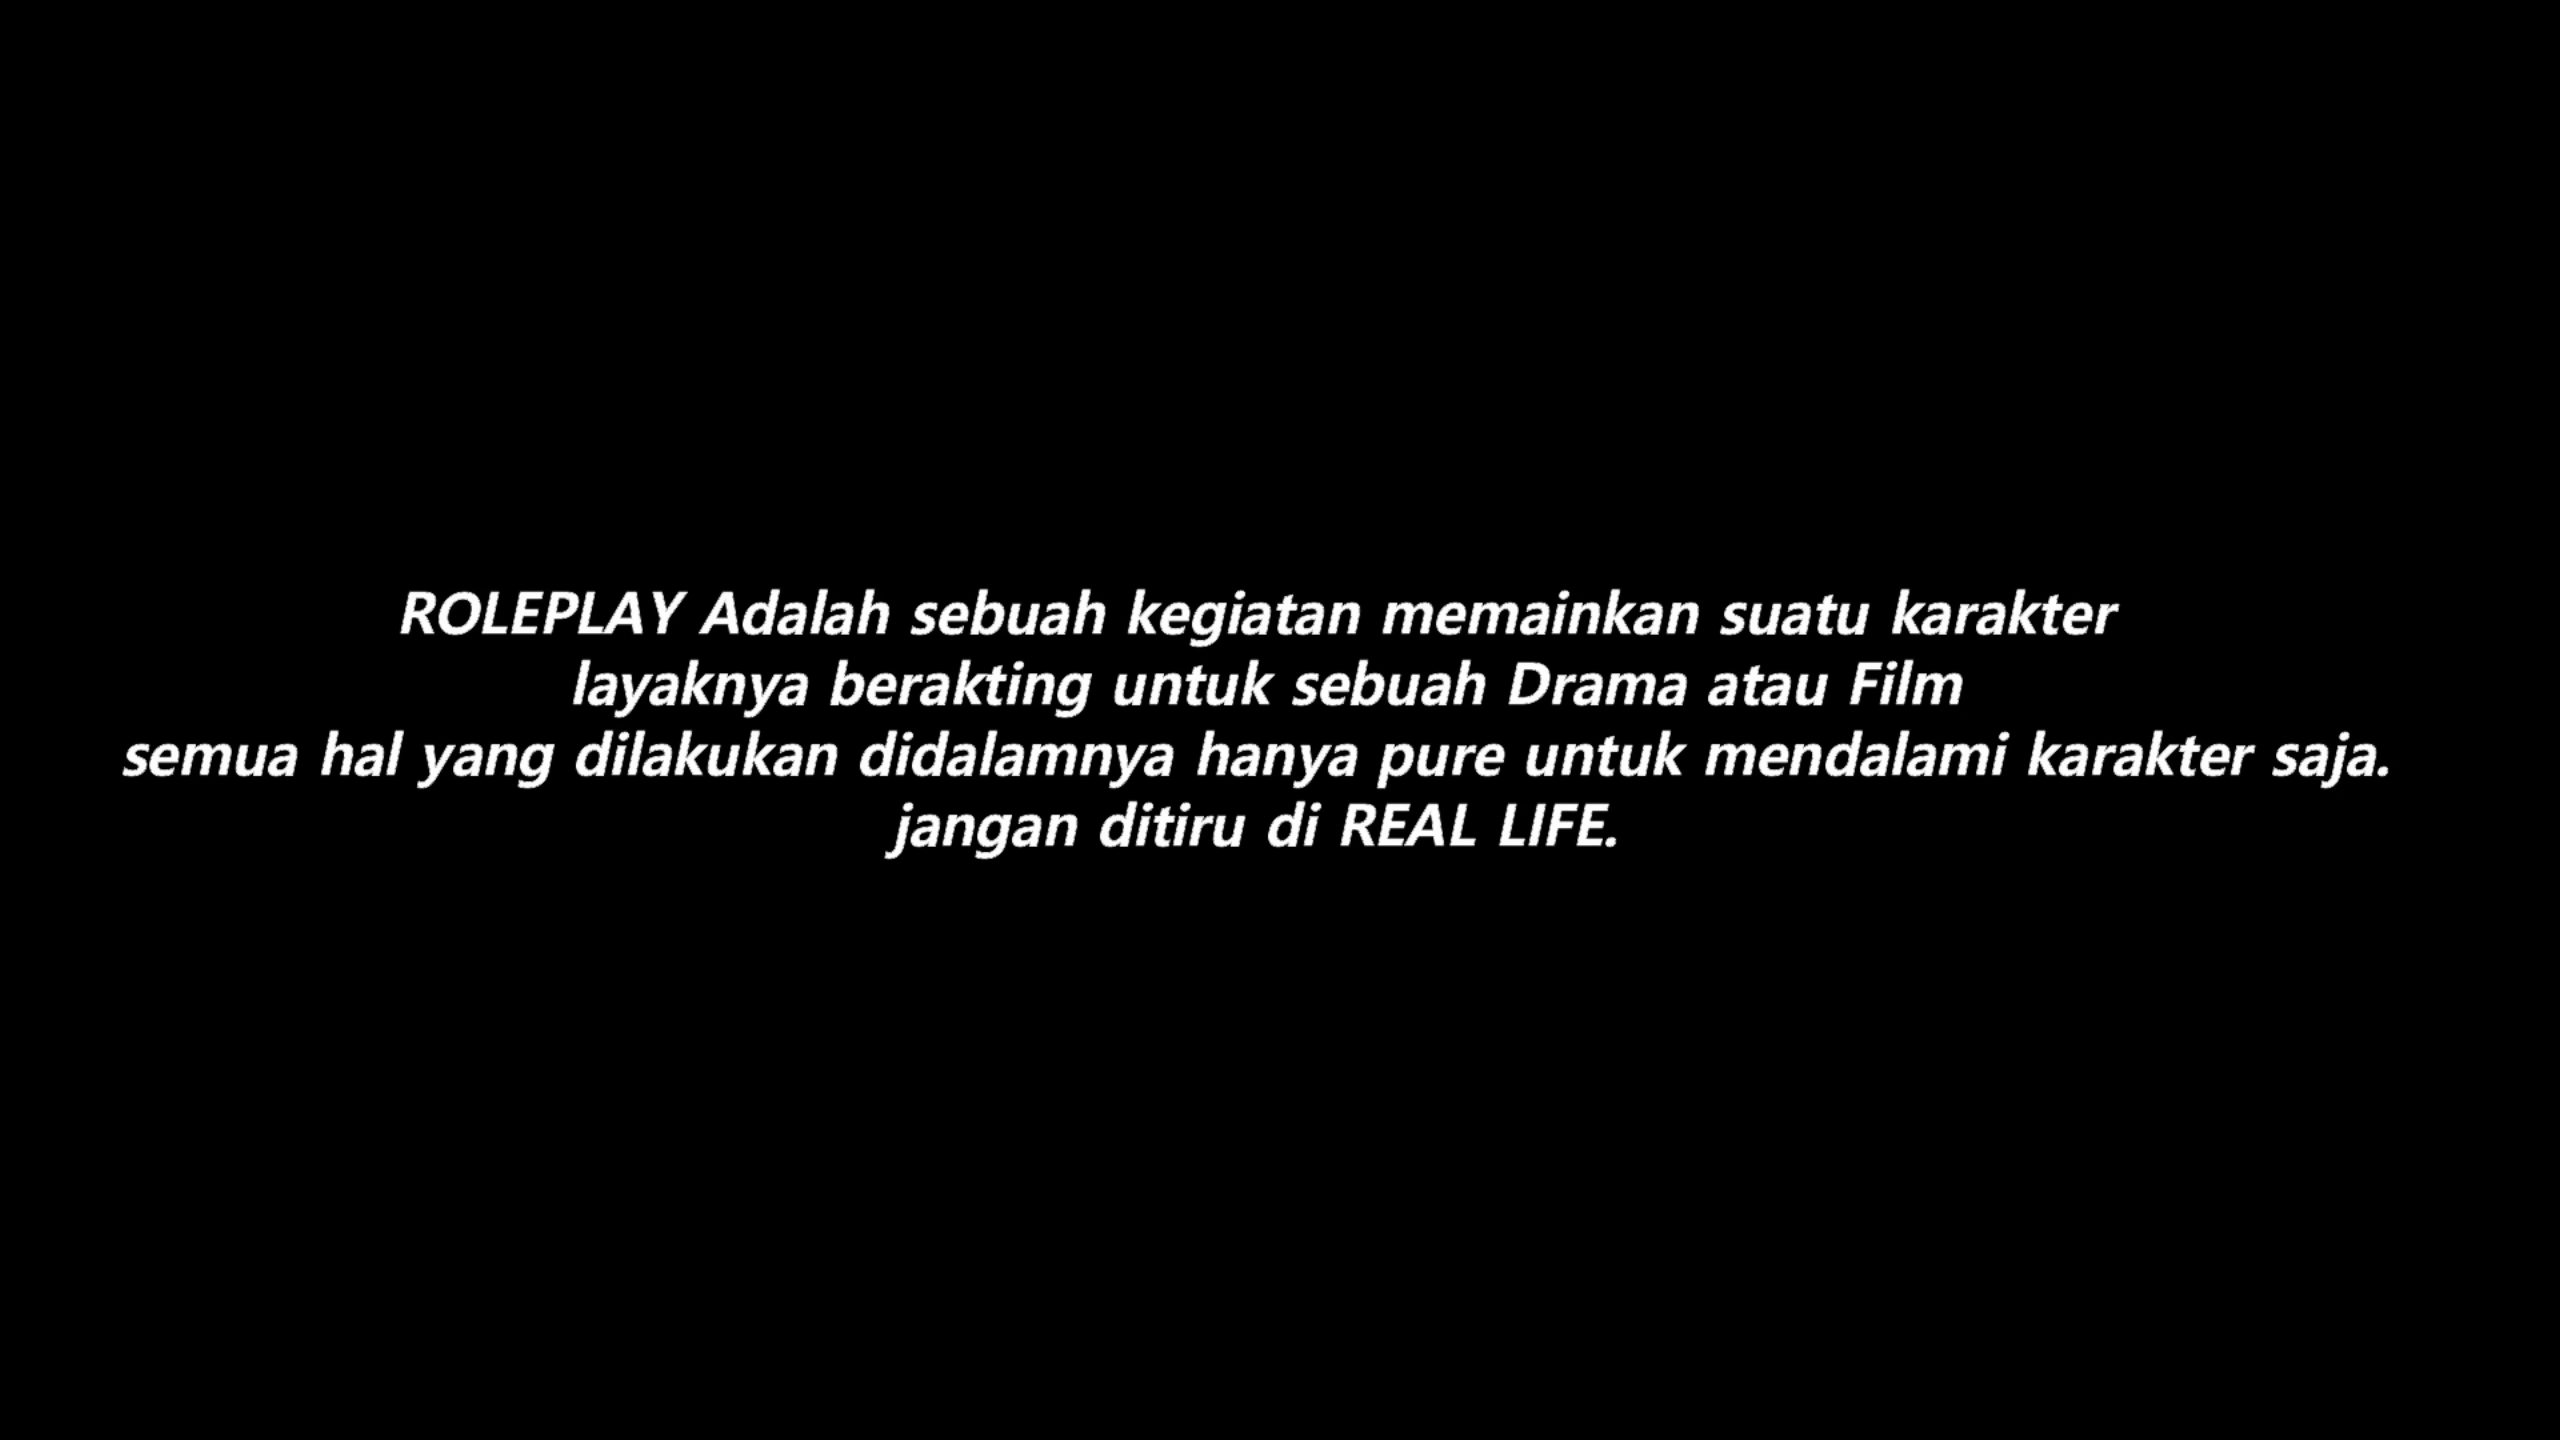 ROLEPLAY Adalah sebuah kegiatan memainkan suatu karakter
layaknya berakting untuk sebuah Drama atau Film
semua hal yang dilakukan didalamnya hanya pure untuk mendalami karakter saja.
jangan ditiru di REAL LIFE.